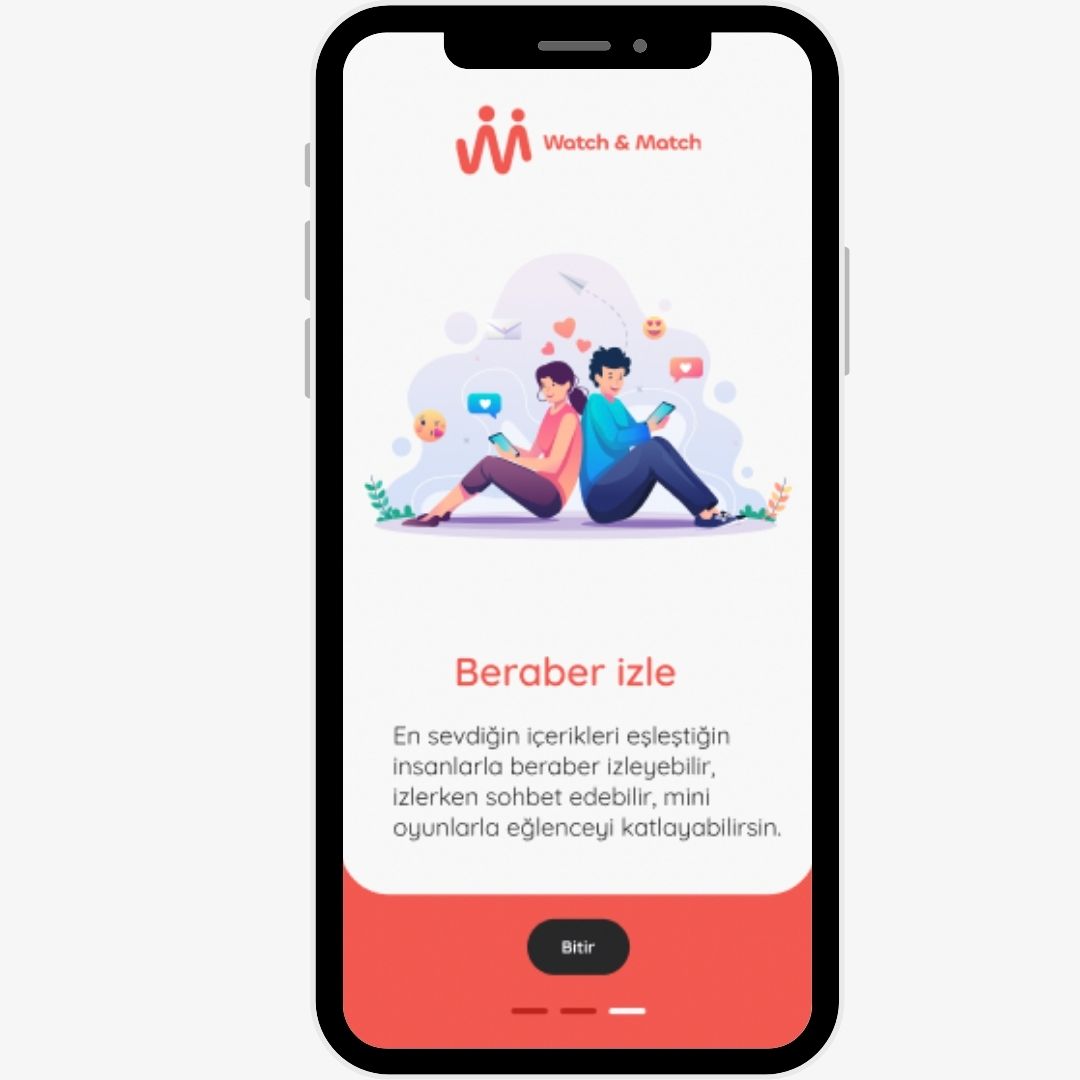 Watch & Match
Beraber izle
En sevdiğin içerikleri eşleştiğin
insanlarla beraber izleyebilir,
izlerken sohbet edebilir, mini
oyunlarla eğlenceyi katlayabilirsin.
Bitir